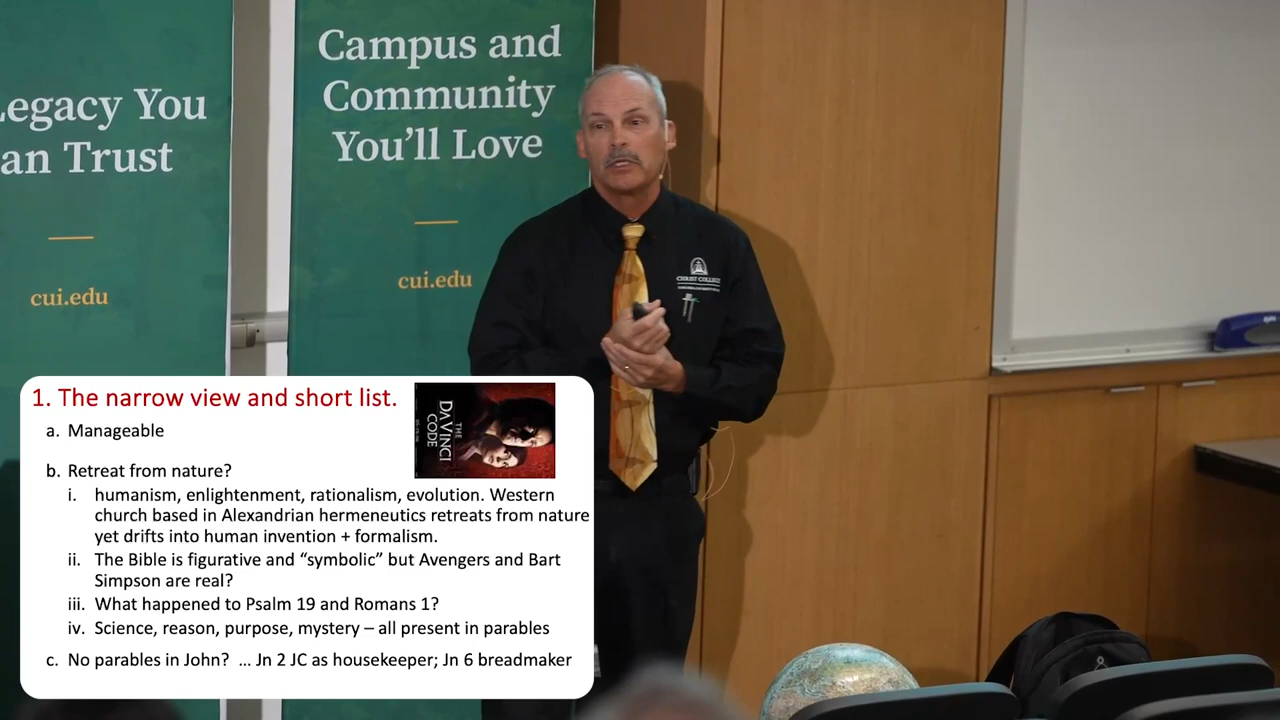 Legacy You
an Trust
cui.edu
Campus and
Community
You'll Love
cui.edu
CHRIST COLLEGE
1. The narrow view and short list.
THE
DA VINCI
CODE
a. Manageable
b. Retreat from nature?
i. humanism, enlightenment, rationalism, evolution. Western
church based in Alexandrian hermeneutics retreats from nature
yet drifts into human invention + formalism.
ii. The Bible is figurative and “symbolic” but Avengers and Bart
Simpson are real?
iii. What happened to Psalm 19 and Romans 1?
iv. Science, reason, purpose, mystery – all present in parables
c. No parables in John? ... Jn 2 JC as housekeeper; Jn 6 breadmaker